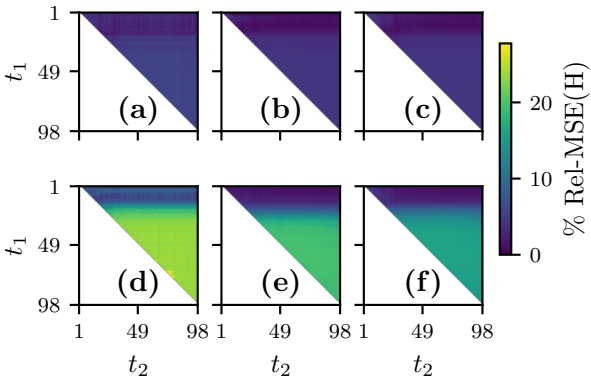 1
49
98
t₁
(a)
(b)
(c)
1
49
98
t₁
(d)
(e)
(f)
1 49 98
1 49 98
1 49 98
t₂
t₂
t₂
20
10
0
% Rel-MSE(H)